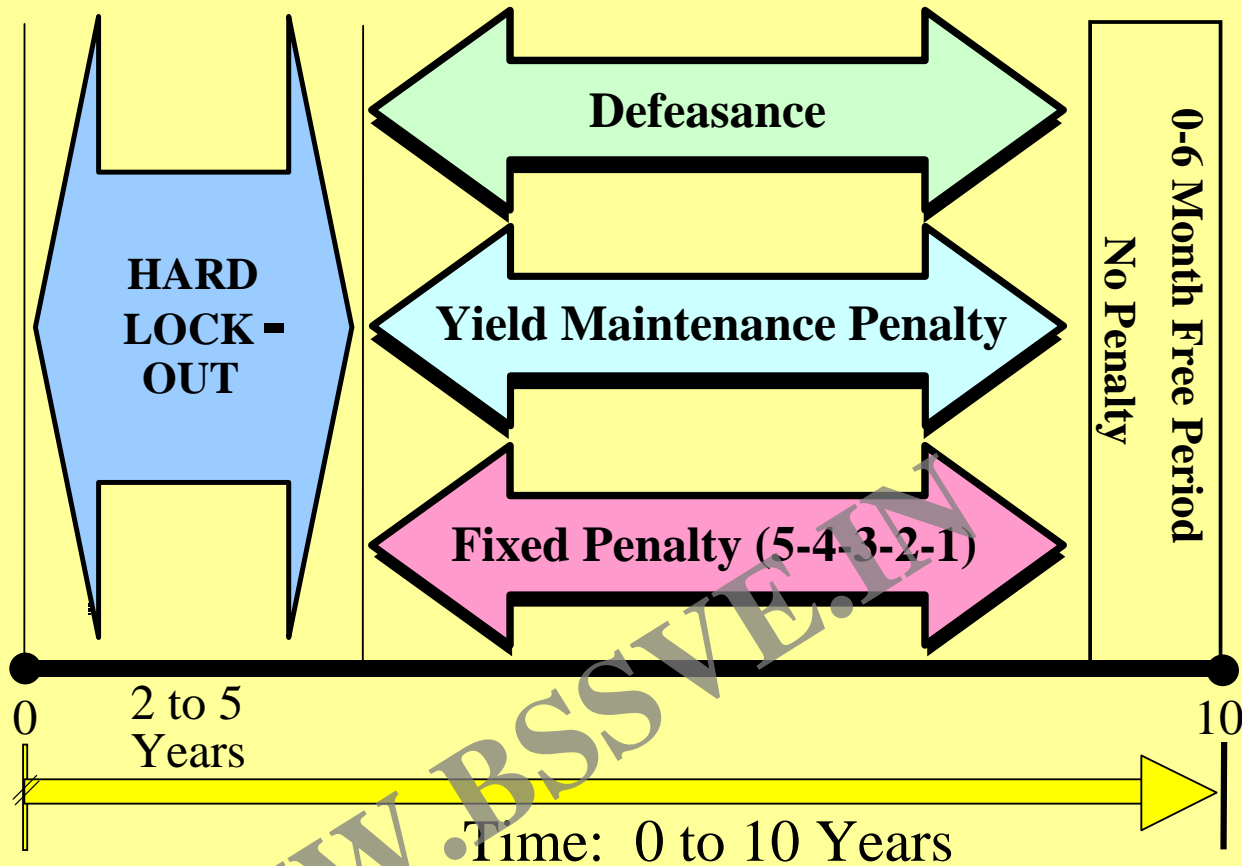 HARD
LOCK-
OUT
Defeasance
Yield Maintenance Penalty
Fixed Penalty (5-4-3-2-1)
0-6 Month Free Period
No Penalty
0
2 to 5
Years
10
Time: 0 to 10 Years
WW.BSSVE.IN